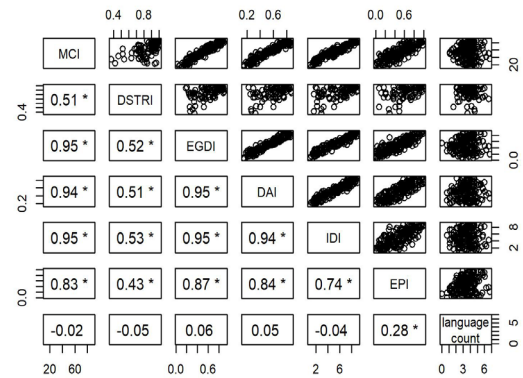 0.4 0.8
0.2 0.6
0.0 0.6
MCI
20
0.4
0.51 * DSTRI
0.95 * 0.52 * EGDI
0.0
0.2
0.94 * 0.51 * 0.95 * DAI
0.95 * 0.53 * 0.95 * 0.94 * IDI
2 8
0.0
0.83 * 0.43 * 0.87 * 0.84 * 0.74 * EPI
-0.02 -0.05 0.06 0.05 -0.04 0.28 * language
count
0 5
20 60
0.0 0.6
2 6
0 3 6